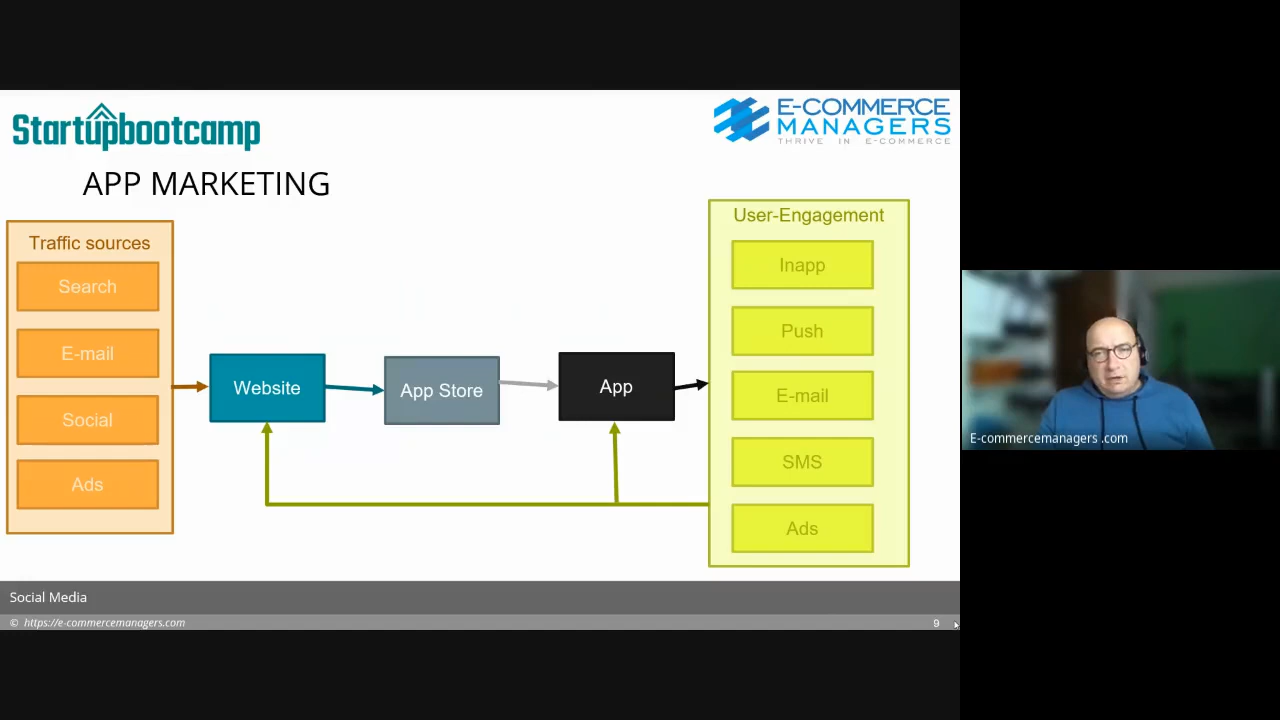 Startupbootcamp
E-COMMERCE
MANAGERS
THRIVE IN E-COMMERCE
APP MARKETING
Traffic sources
Search
E-mail
Social
Ads
Website
App Store
App
User-Engagement
Inapp
Push
E-mail
SMS
Ads
E-commercemanagers .com
Social Media
© https://e-commercemanagers.com
9